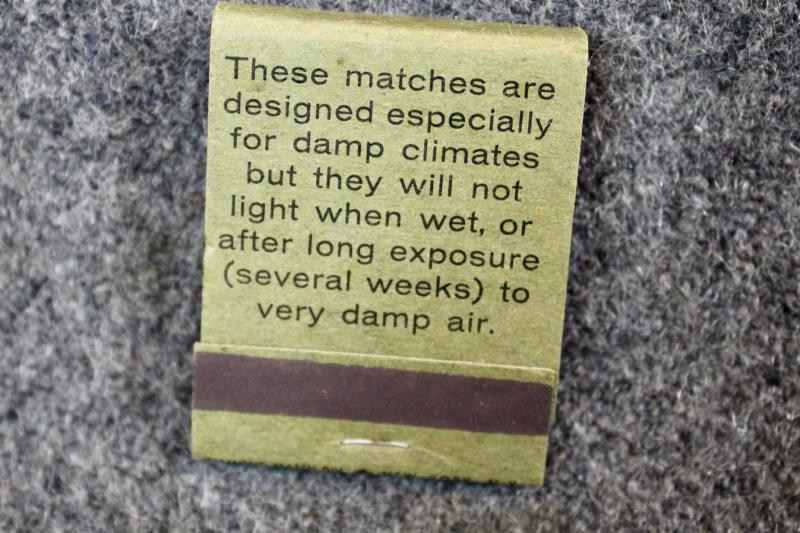 These matches are
designed especially
for damp climates
but they will not
light when wet, or
after long exposure
(several weeks) to
very damp air.